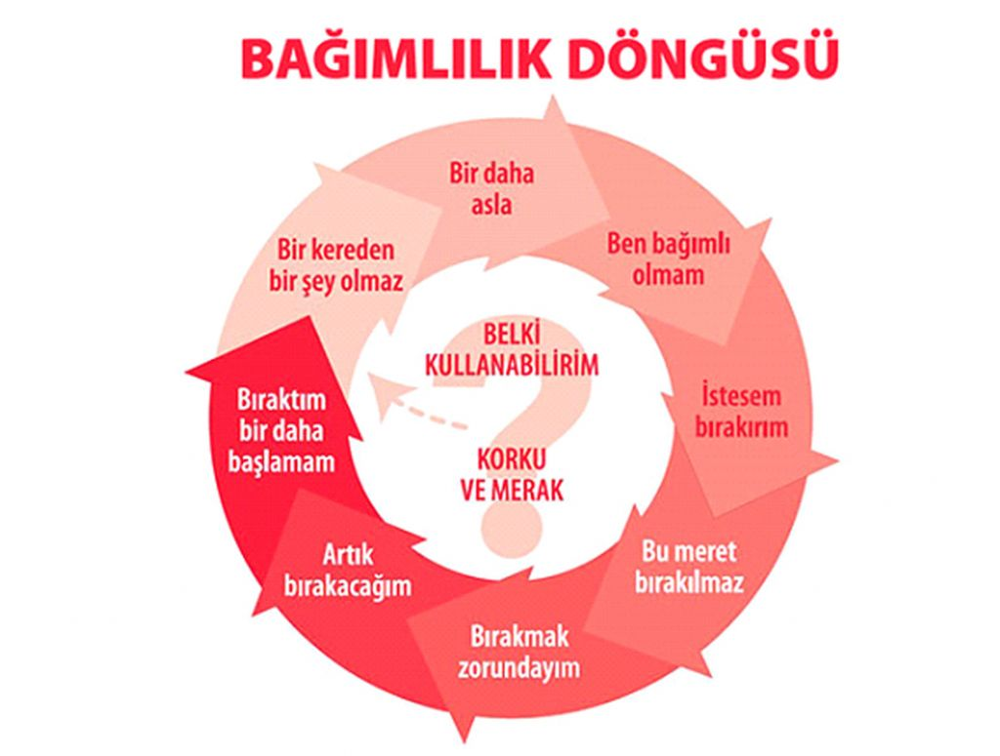 BAĞIMLILIK DÖNGÜSÜ
Bir kereden
bir şey olmaz
Bir daha
asla
Ben bağımlı
olmam
İstesem
bırakırım
Bu meret
bırakılmaz
Bırakmak
zorundayım
Artık
bırakacağım
Bıraktım
bir daha
başlamam
BELKİ
KULLANABİLİRİM
?
KORKU
VE MERAK